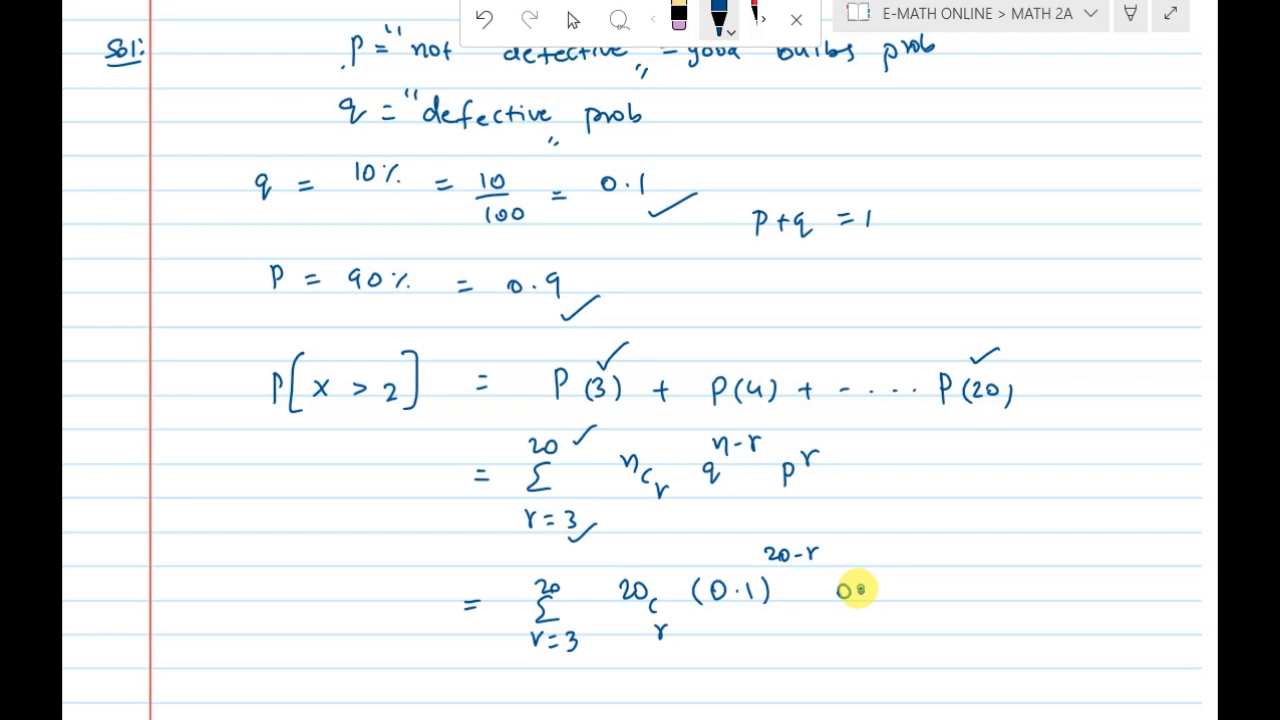 E-MATH ONLINE > MATH 2A
Sol: p = "not defective" - good bulbs prob
q = "defective" prob
q = 10% = 10/100 = 0.1 ✓
p+q = 1
P = 90% = 0.9 ✓
P[x > 2] = P(3) ✓ + P(4) + - .... P(20) ✓
= 20 ✓ Σ r=3 ✓ nCr q^n-r p^r
= 20 Σ r=3 20Cr (0.1)^20-r 0.